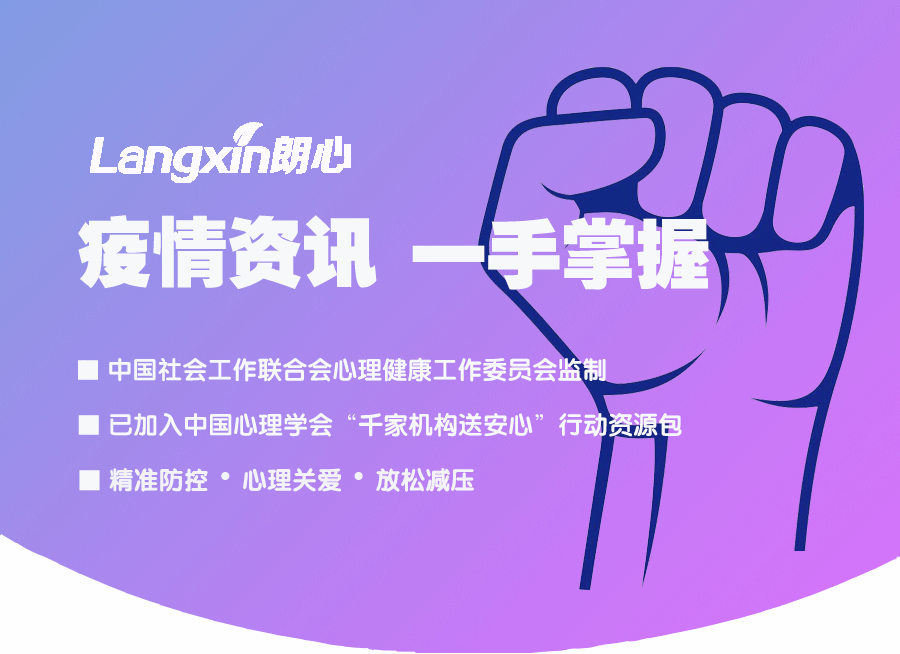 Langxin朗心
疫情资讯 一手掌握
■ 中国社会工作联合会心理健康工作委员会监制
■ 已加入中国心理学会“千家机构送安心”行动资源包
■ 精准防控 • 心理关爱 • 放松减压